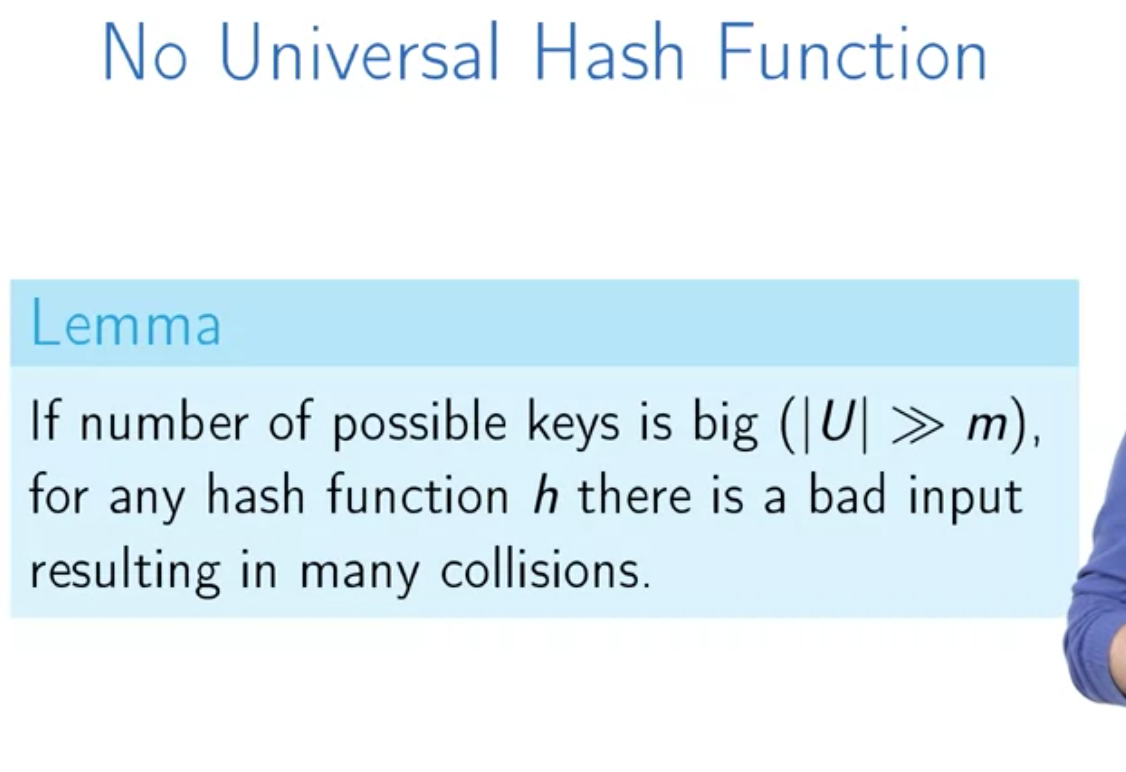 No Universal Hash Function
Lemma
If number of possible keys is big (|U| ≫ m),
for any hash function h there is a bad input
resulting in many collisions.